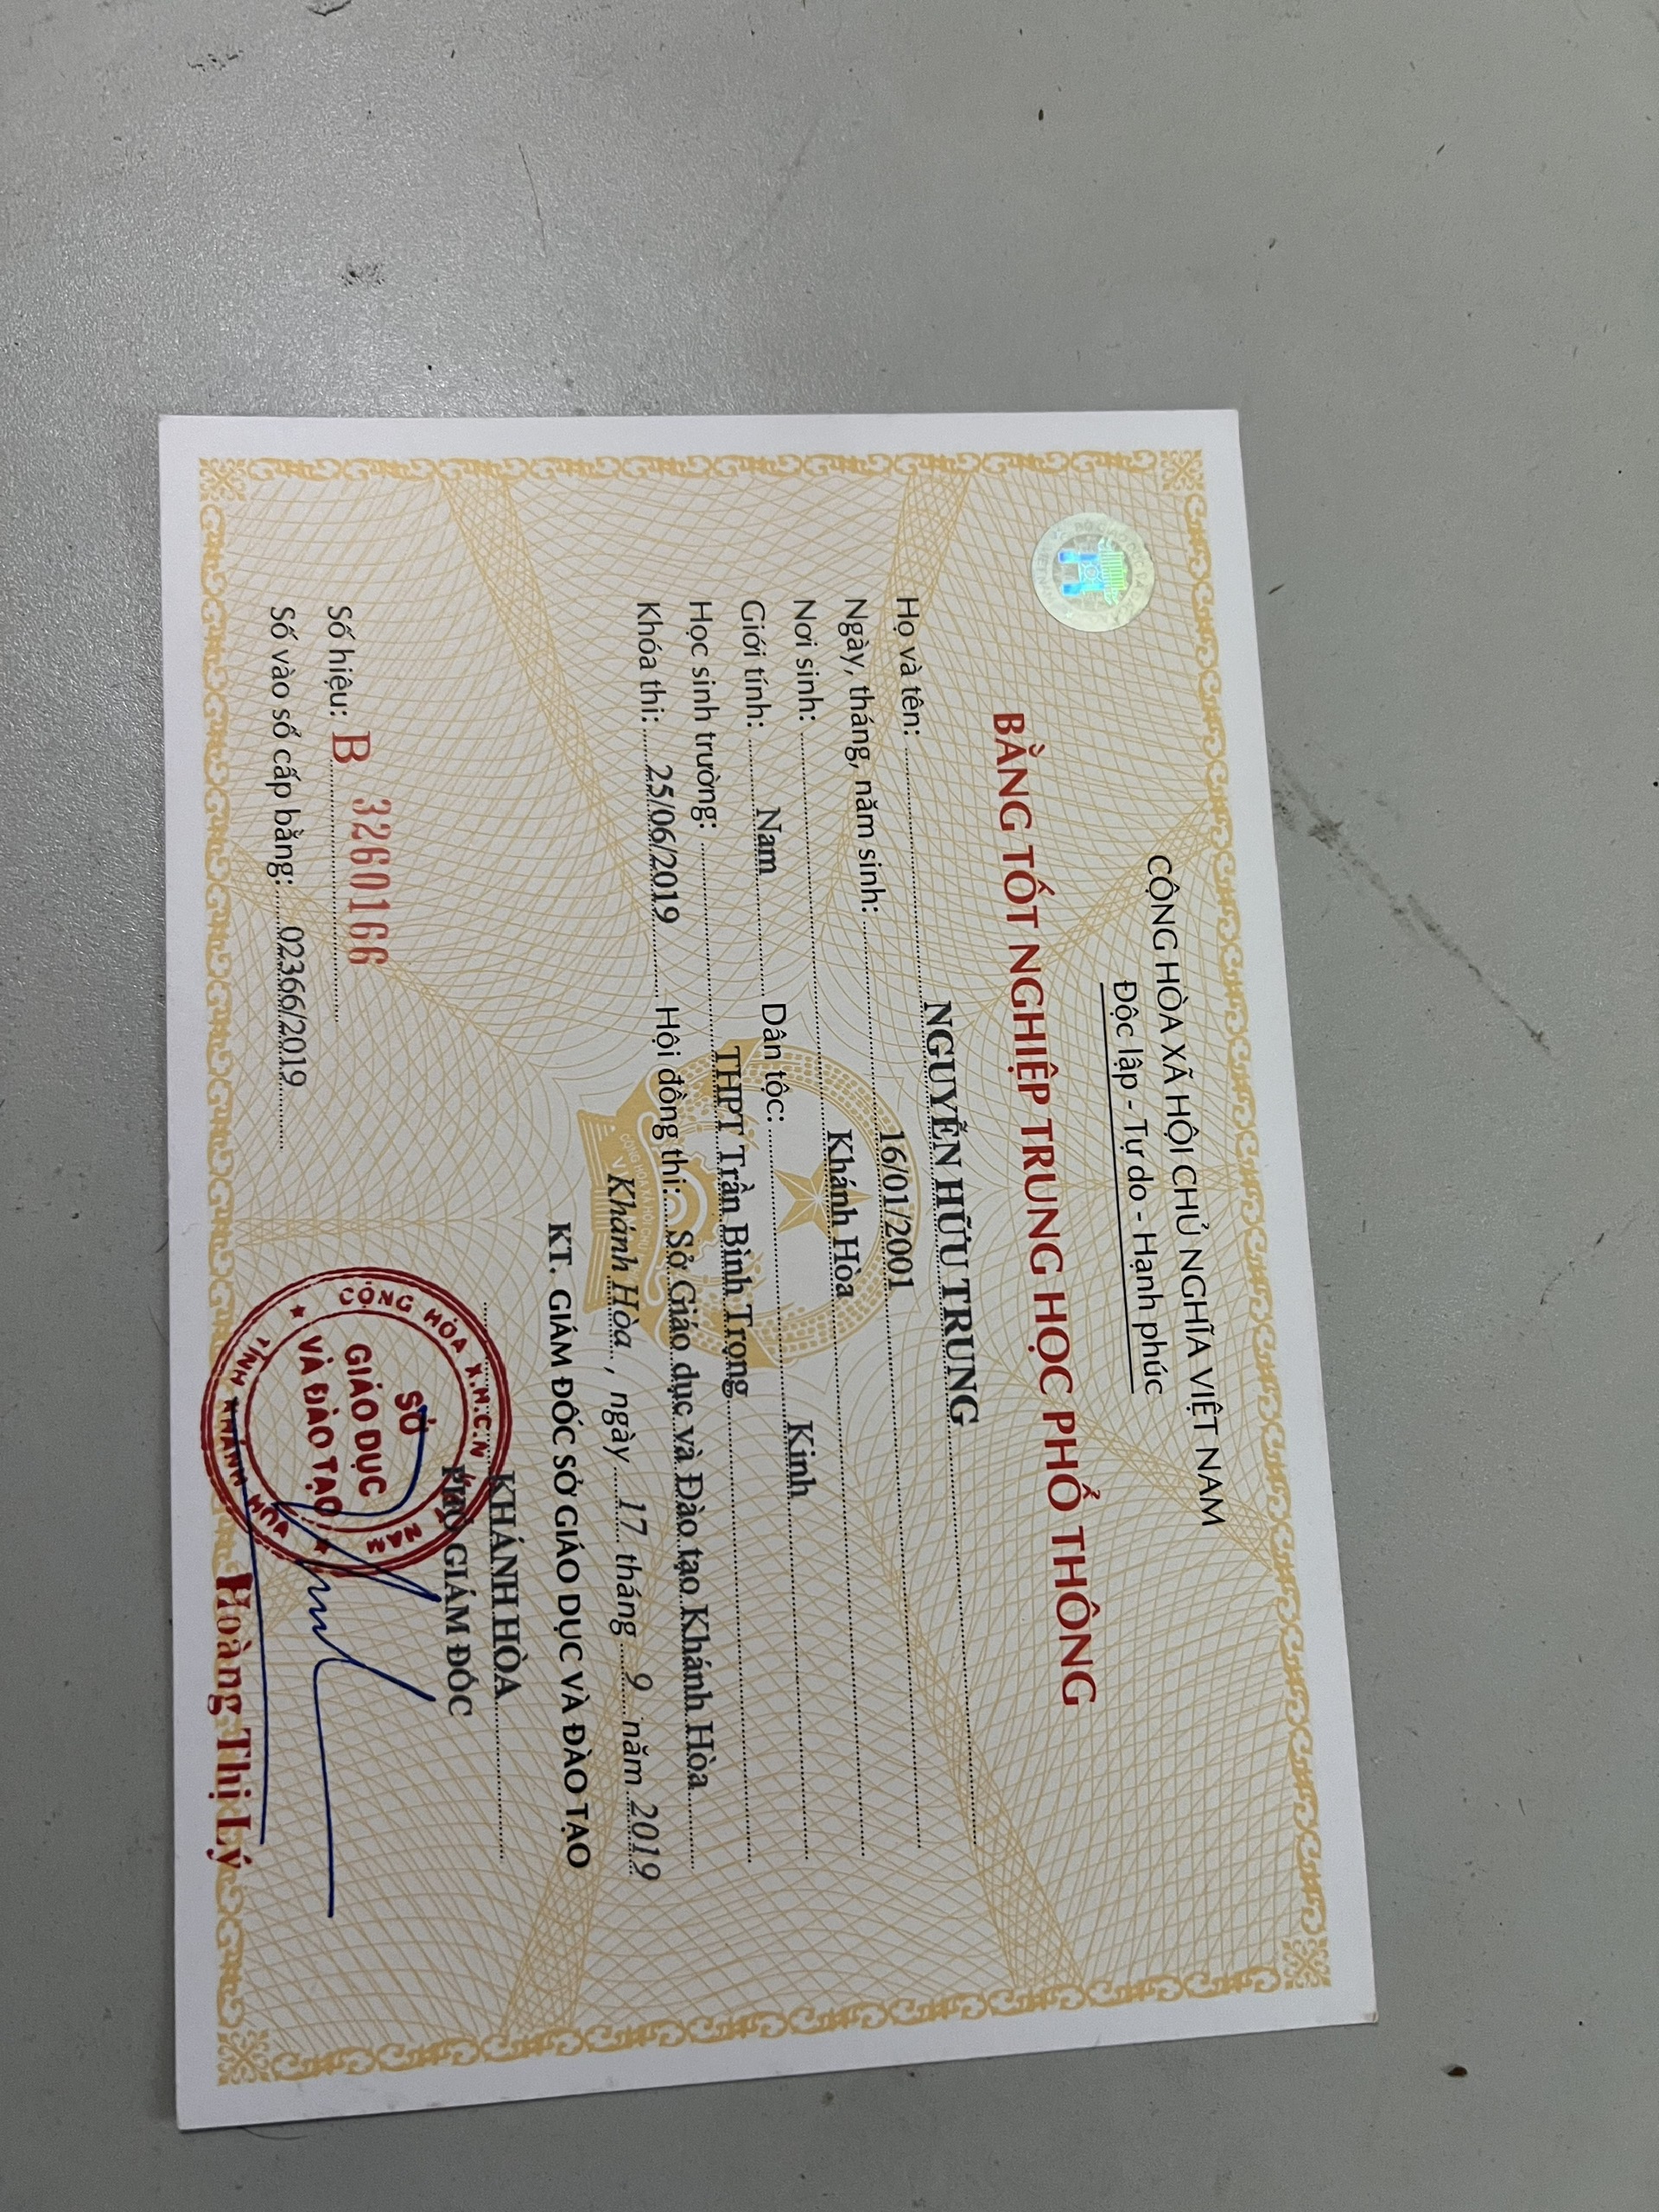 CỘNG HÒA XÃ HỘI CHỦ NGHĨA VIỆT NAM
Độc lập - Tự do - Hạnh phúc
BẰNG TỐT NGHIỆP TRUNG HỌC PHỔ THÔNG
Họ và tên: NGUYỄN HỮU TRUNG
Ngày, tháng, năm sinh: 16/01/2001
Nơi sinh: Khánh Hòa
Giới tính: Nam Dân tộc: Kinh
Học sinh trường: THPT Trần Bình Trọng
Khóa thi: 25/06/2019 Hội đồng thi: Sở Giáo dục và Đào tạo Khánh Hòa
Khánh Hòa, ngày 17 tháng 9 năm 2019
KT. GIÁM ĐỐC SỞ GIÁO DỤC VÀ ĐÀO TẠO
KHÁNH HÒA
PHÓ GIÁM ĐỐC
Số hiệu: B 3260166
Số vào sổ cấp bằng: 02366/2019
CỘNG HÒA X.H.C.N VIỆT NAM
SỞ
GIÁO DỤC
VÀ ĐÀO TẠO
TỈNH KHÁNH HÒA
Hoàng Thị Lý